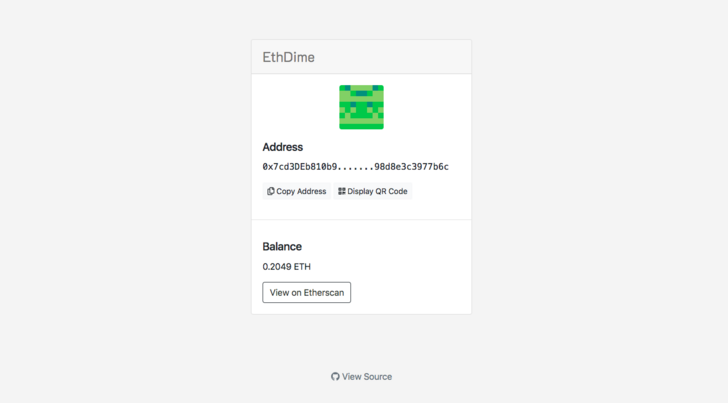 EthDime
Address
0x7cd3DEb810b9.......98d8e3c3977b6c
Copy Address Display QR Code
Balance
0.2049 ETH
View on Etherscan
View Source